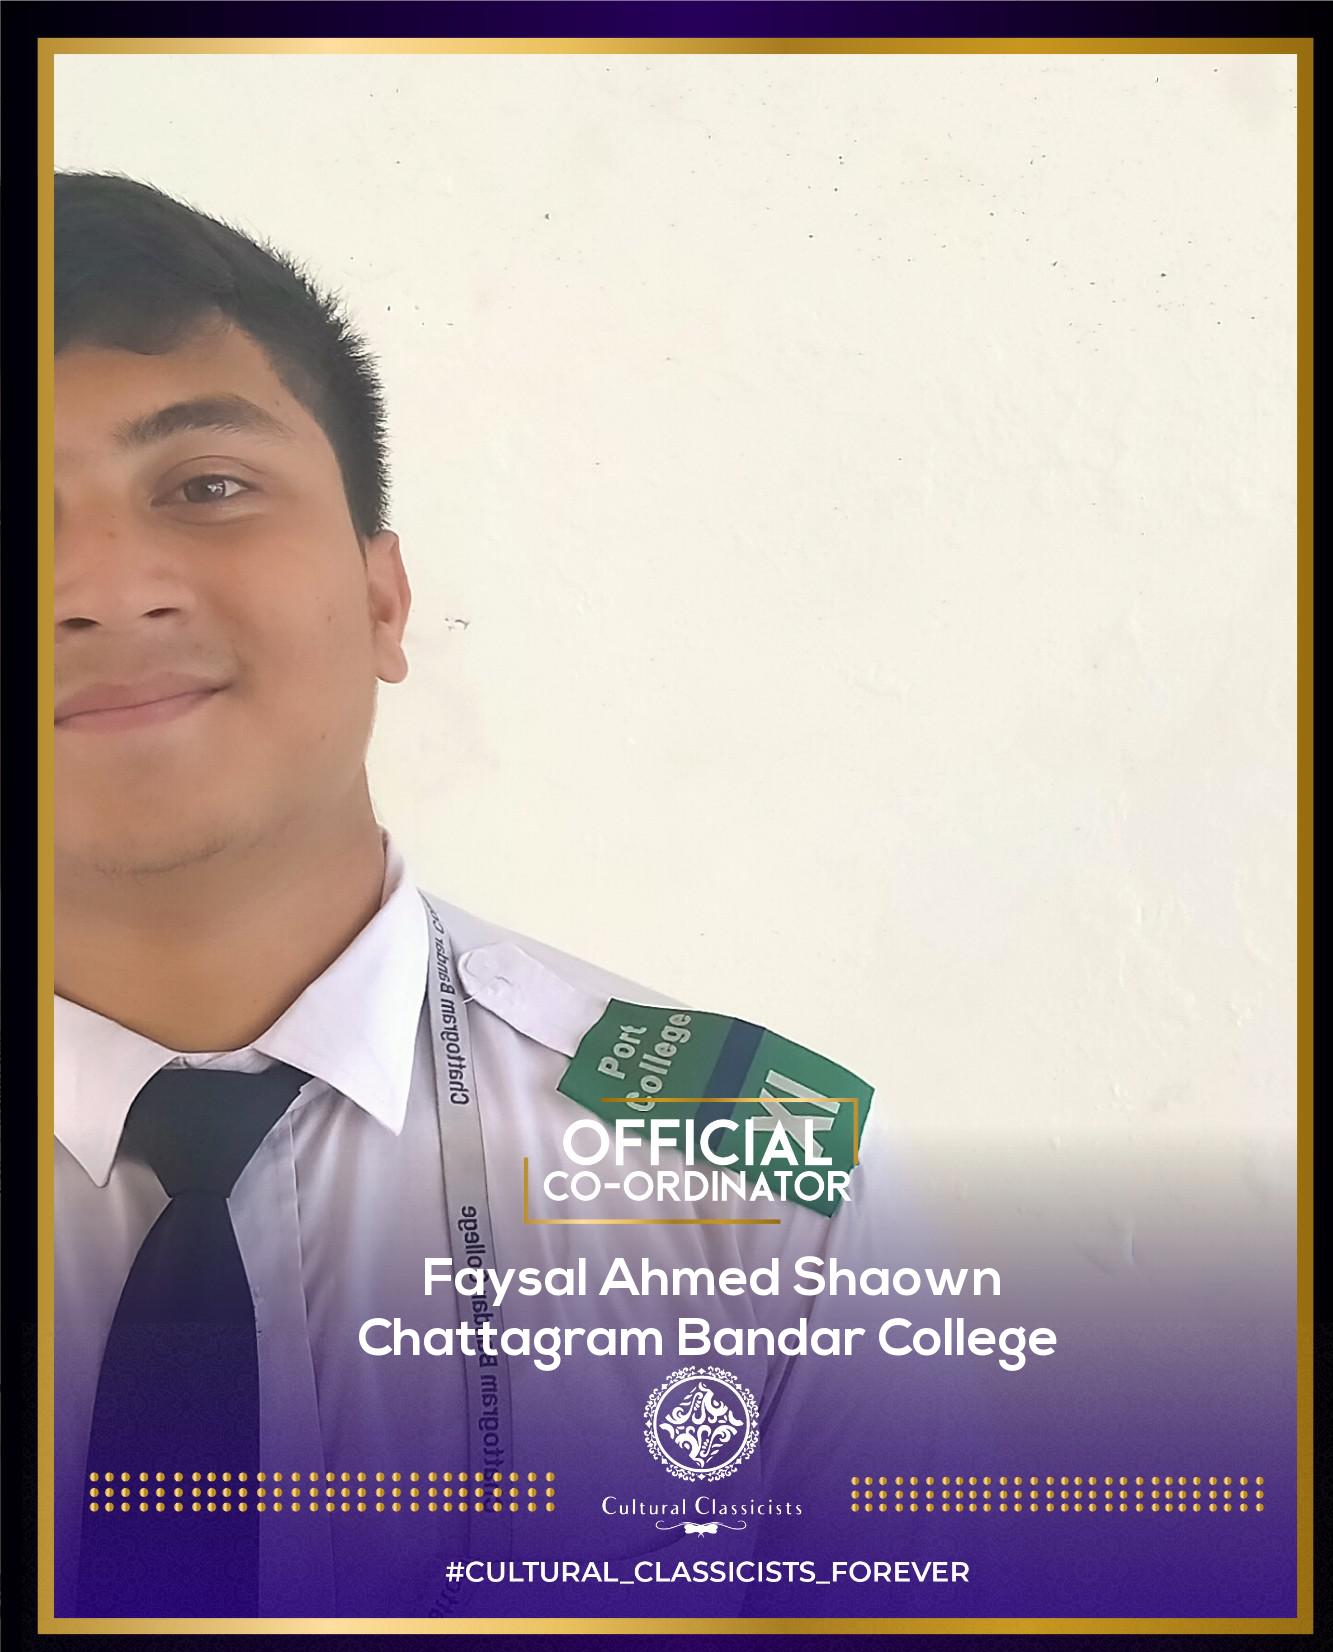 Chattogram Bandar Co
Port
College
XI
OFFICIAL
CO-ORDINATOR
Chattogram Bandar College
Faysal Ahmed Shaown
Chattagram Bandar College
Cultural Classicists
#CULTURAL_CLASSICISTS_FOREVER